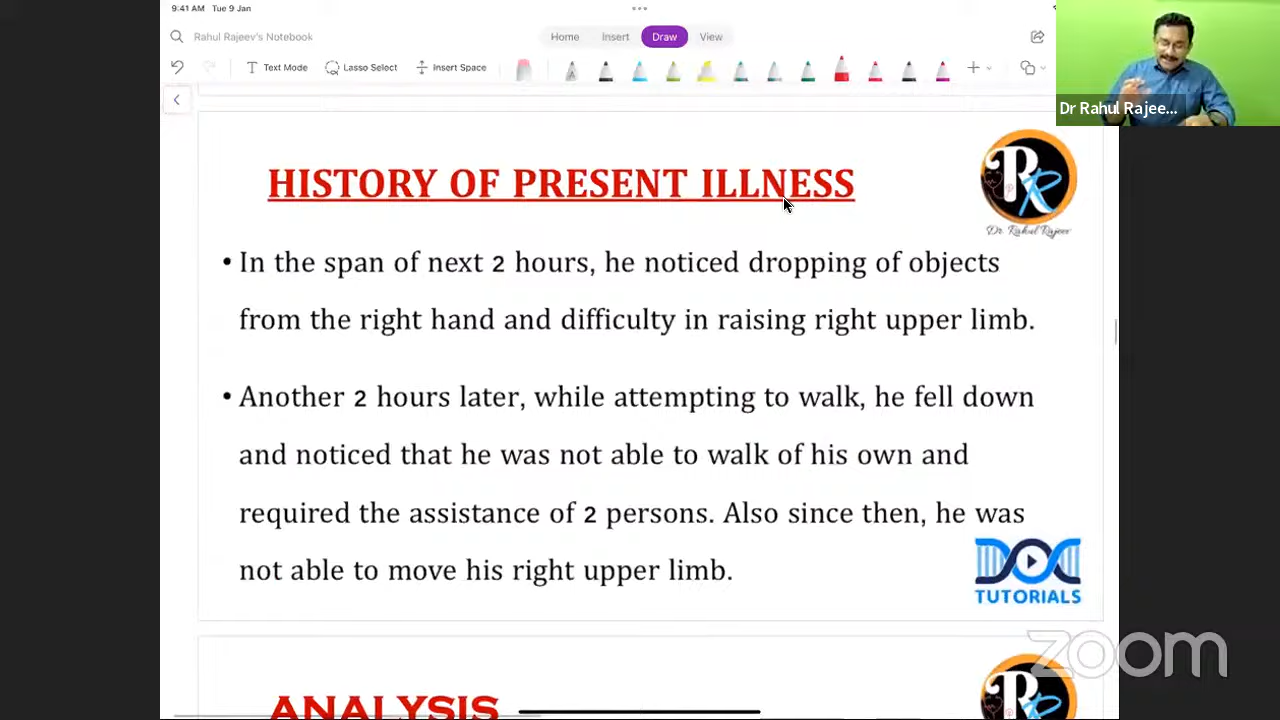 9:41 AM Tue 9 Jan
Rahul Rajeev's Notebook
Home Insert Draw View
Text Mode Lasso Select Insert Space
Dr Rahul Rajee...
HISTORY OF PRESENT ILLNESS
R R
Dr. Rahul Rajeev
• In the span of next 2 hours, he noticed dropping of objects
from the right hand and difficulty in raising right upper limb.
• Another 2 hours later, while attempting to walk, he fell down
and noticed that he was not able to walk of his own and
required the assistance of 2 persons. Also since then, he was
not able to move his right upper limb.
TUTORIALS
zoom
ANALYSIS
R